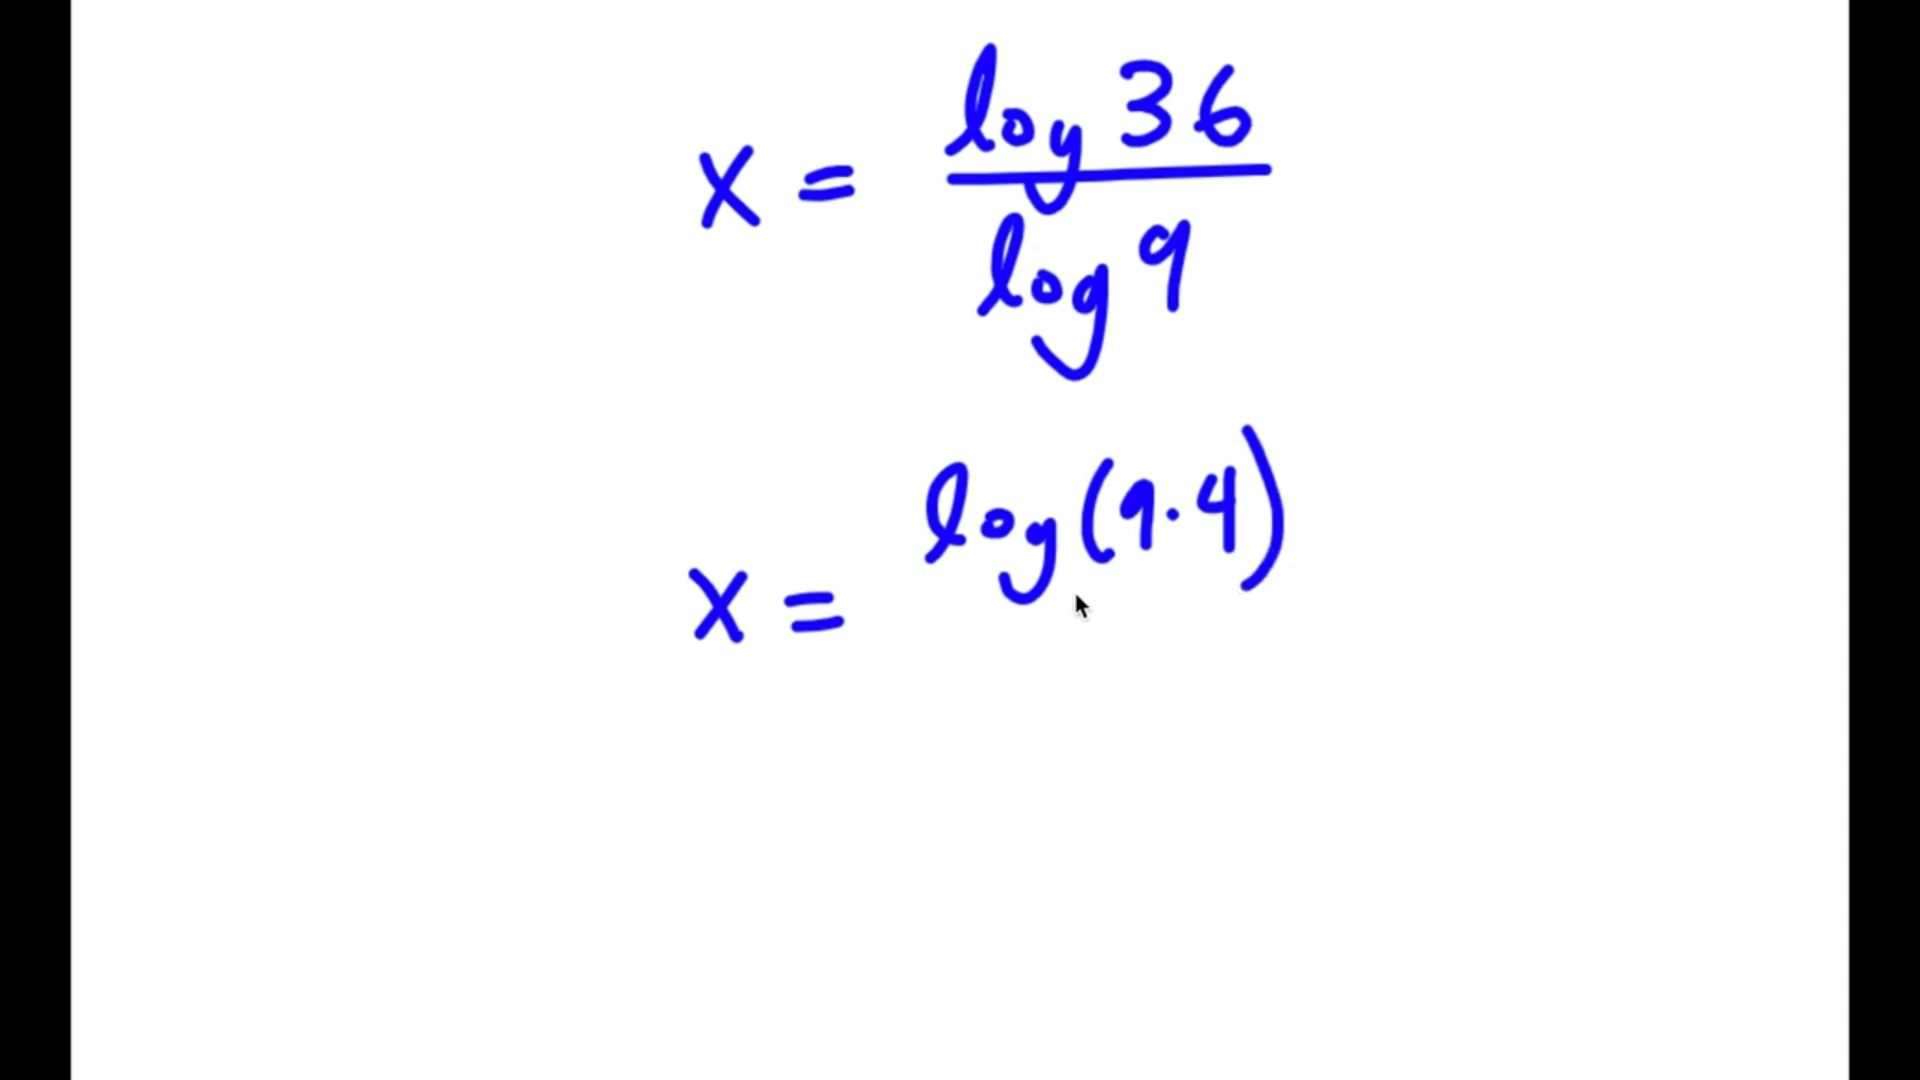 x = log 36 / log 9
x = log(9·4)